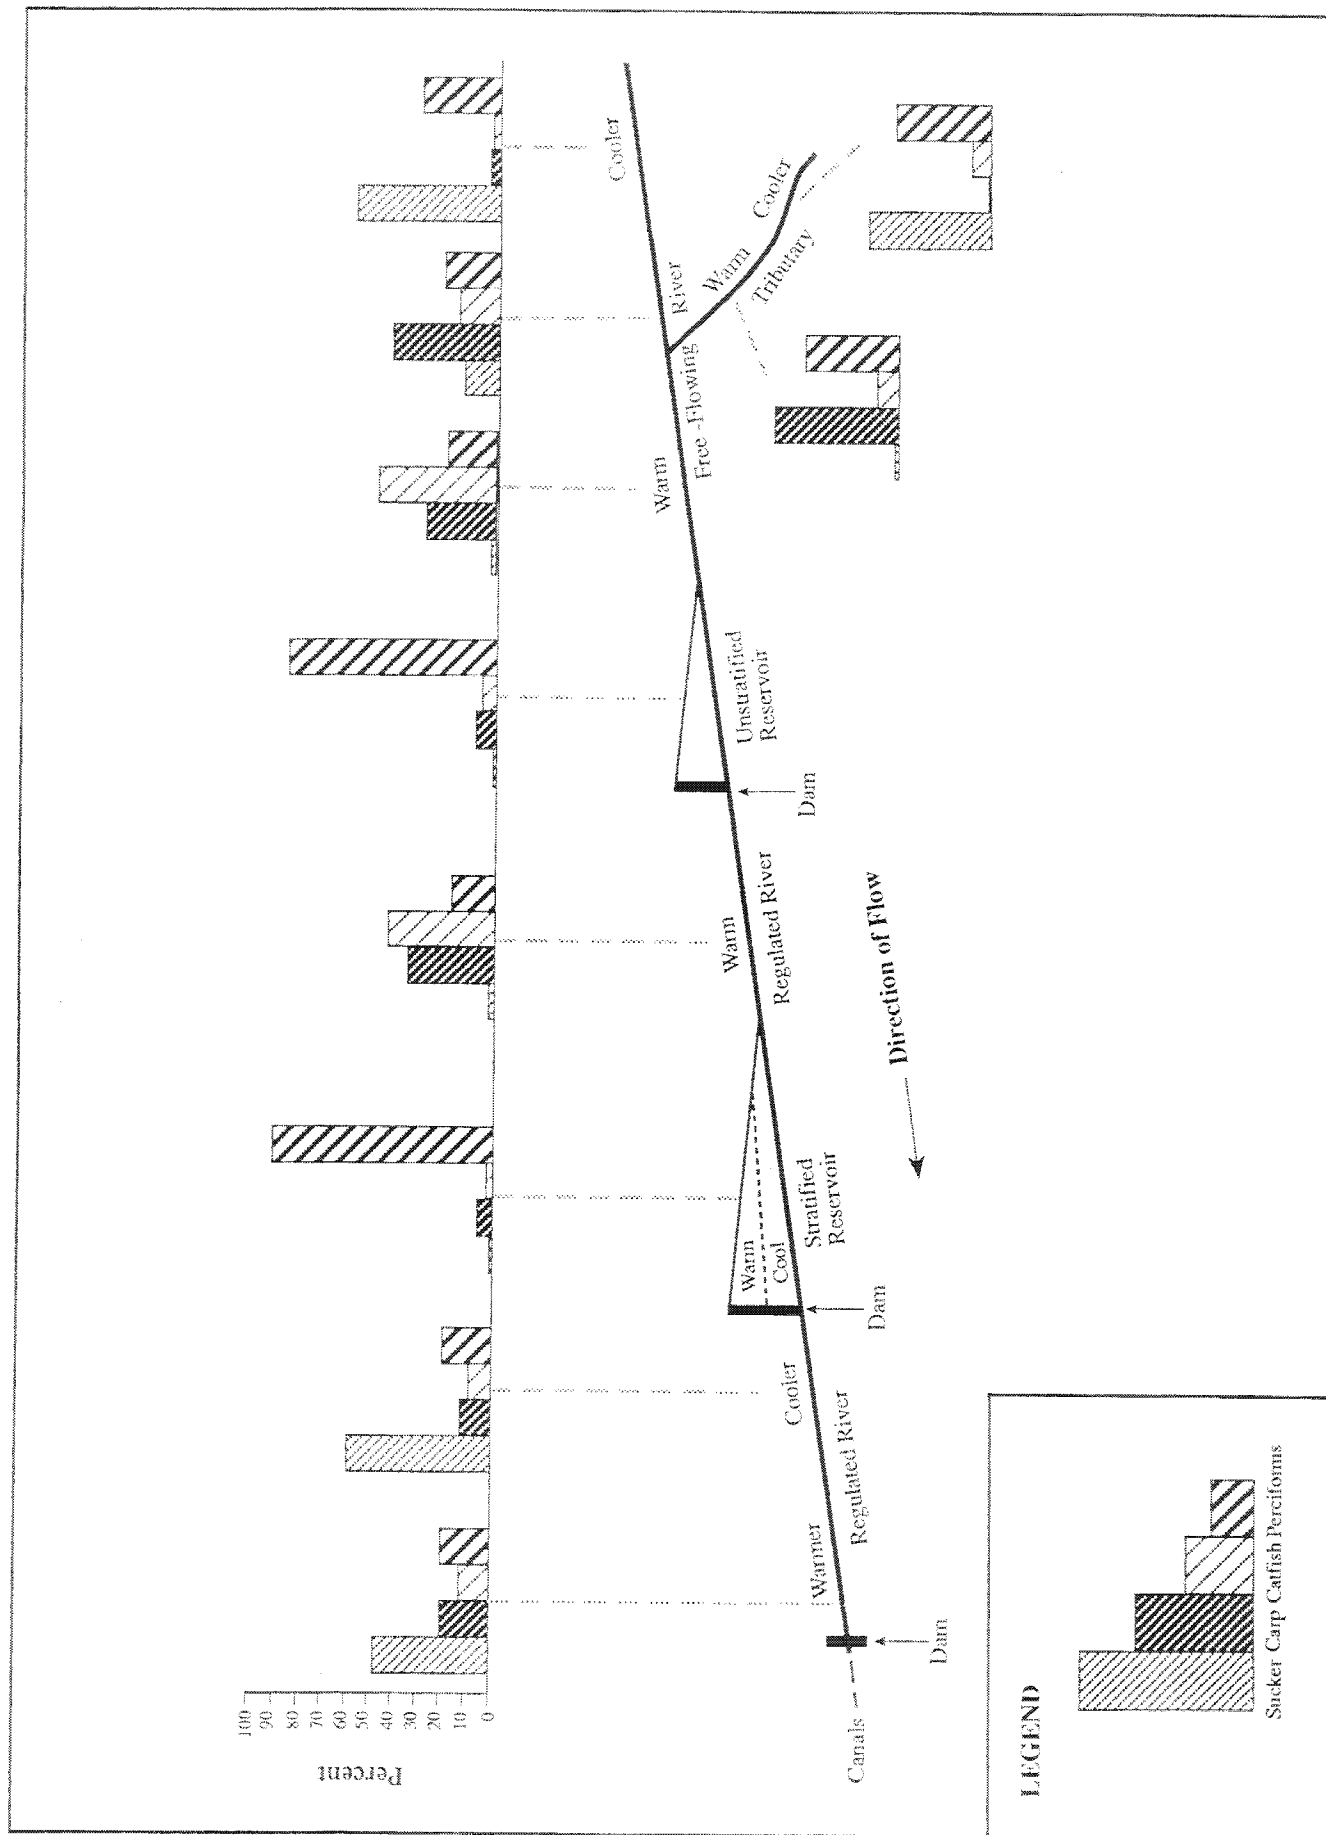 Percent
100
90
80
70
60
50
40
30
20
10
0
Canals
Dam
Warmer
Regulated River
Cooler
Dam
Warm
Cool
Stratified
Reservoir
Warm
Regulated River
Dam
Unstratified
Reservoir
Warm
Free -Flowing
River
Cooler
Warm
Cooler
Tributary
Direction of Flow
LEGEND
Sucker Carp Catfish Perciforms